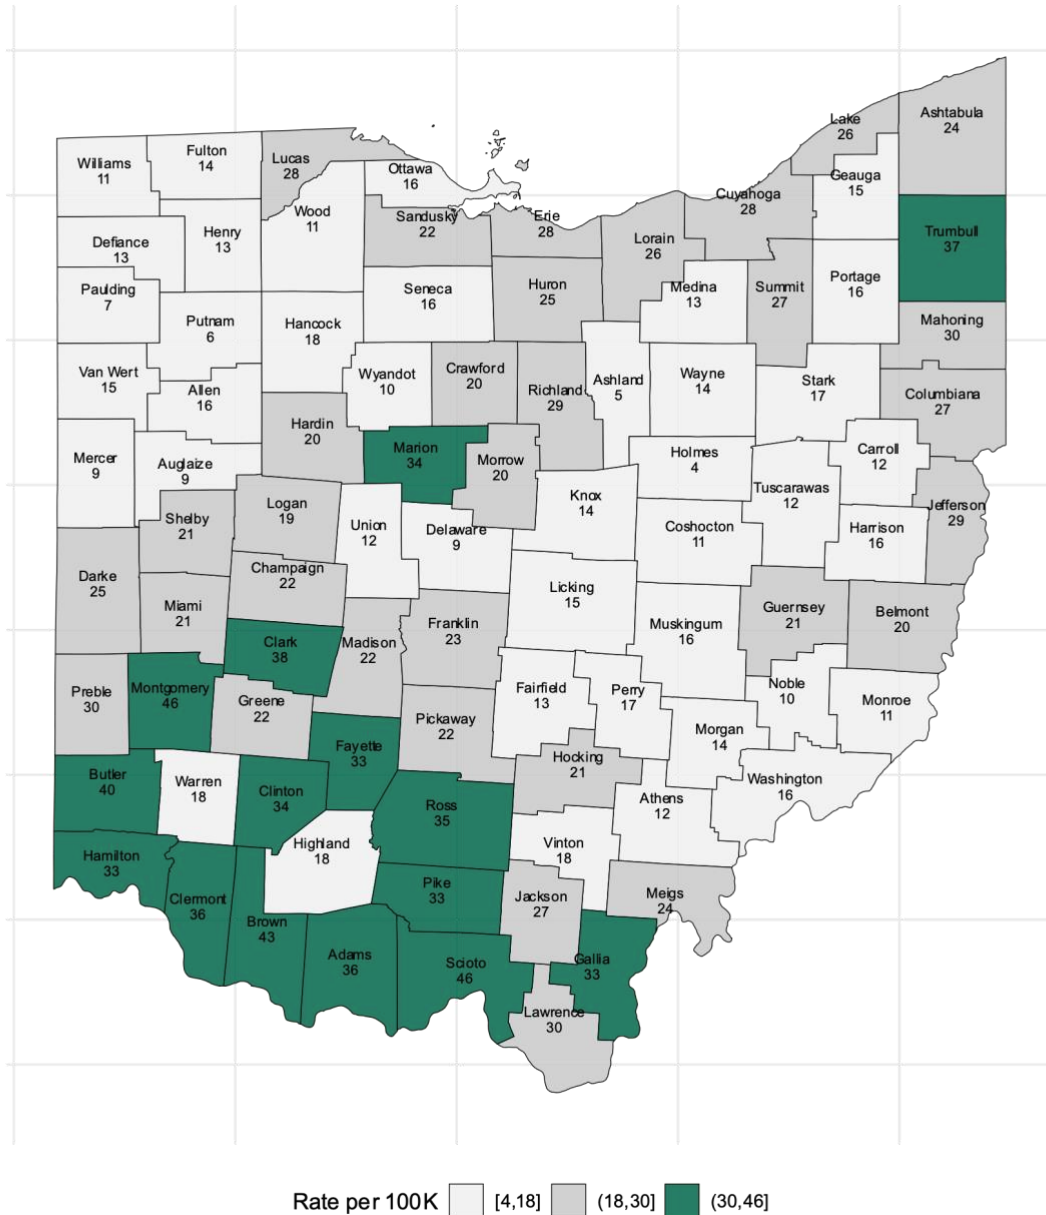 Lake
26
Ashtabula
24
Williams
11
Fulton
14
Lucas
28
Ottawa
16
Geauga
15
Cuyahoga
28
Wood
11
Sandusky
22
Erie
28
Trumbull
37
Defiance
13
Henry
13
Lorain
26
Paulding
7
Seneca
16
Huron
25
Medina
13
Summit
27
Portage
16
Putnam
6
Hancock
18
Mahoning
30
Van Wert
15
Allen
16
Wyandot
10
Crawford
20
Richland
29
Ashland
5
Wayne
14
Stark
17
Columbiana
27
Hardin
20
Marion
34
Morrow
20
Mercer
9
Auglaize
9
Holmes
4
Carroll
12
Knox
14
Tuscarawas
12
Logan
19
Shelby
21
Union
12
Delaware
9
Coshocton
11
Harrison
16
Jefferson
29
Darke
25
Champaign
22
Miami
21
Licking
15
Franklin
23
Muskingum
16
Guernsey
21
Belmont
20
Clark
38
Madison
22
Preble
30
Montgomery
46
Greene
22
Fairfield
13
Perry
17
Noble
10
Monroe
11
Pickaway
22
Morgan
14
Fayette
33
Hocking
21
Butler
40
Warren
18
Clinton
34
Ross
35
Athens
12
Washington
16
Highland
18
Vinton
18
Hamilton
33
Clermont
36
Pike
33
Jackson
27
Meigs
24
Brown
43
Adams
36
Scioto
46
Gallia
33
Lawrence
30
Rate per 100K [4,18] (18,30] (30,46]